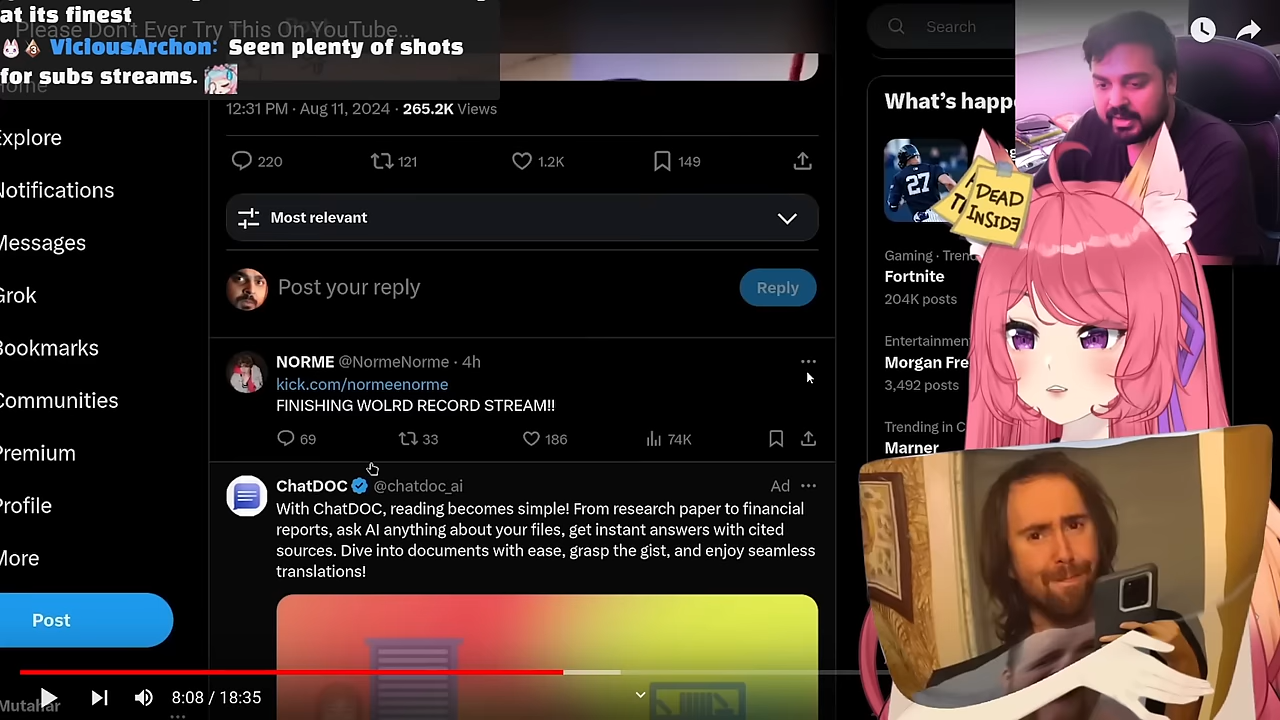 at its finest
Please Don't Ever Try This On YouTube...
ViciousArchon: Seen plenty of shots
for subs streams.
Home
Explore
Notifications
Messages
Grok
Bookmarks
Communities
Premium
Profile
More
Post
12:31 PM · Aug 11, 2024 · 265.2K Views
220
121
1.2K
149
Most relevant
Post your reply
Reply
NORME @NormeNorme · 4h
kick.com/normeenorme
FINISHING WOLRD RECORD STREAM!!
69
33
186
74K
ChatDOC @chatdoc_ai
Ad
With ChatDOC, reading becomes simple! From research paper to financial
reports, ask AI anything about your files, get instant answers with cited
sources. Dive into documents with ease, grasp the gist, and enjoy seamless
translations!
Search
What's happe
27
Gaming · Trend
Fortnite
204K posts
Entertainmen
Morgan Fre
3,492 posts
Trending in C
Marner
DEAD
INSIDE
8:08 / 18:35
Mutahar